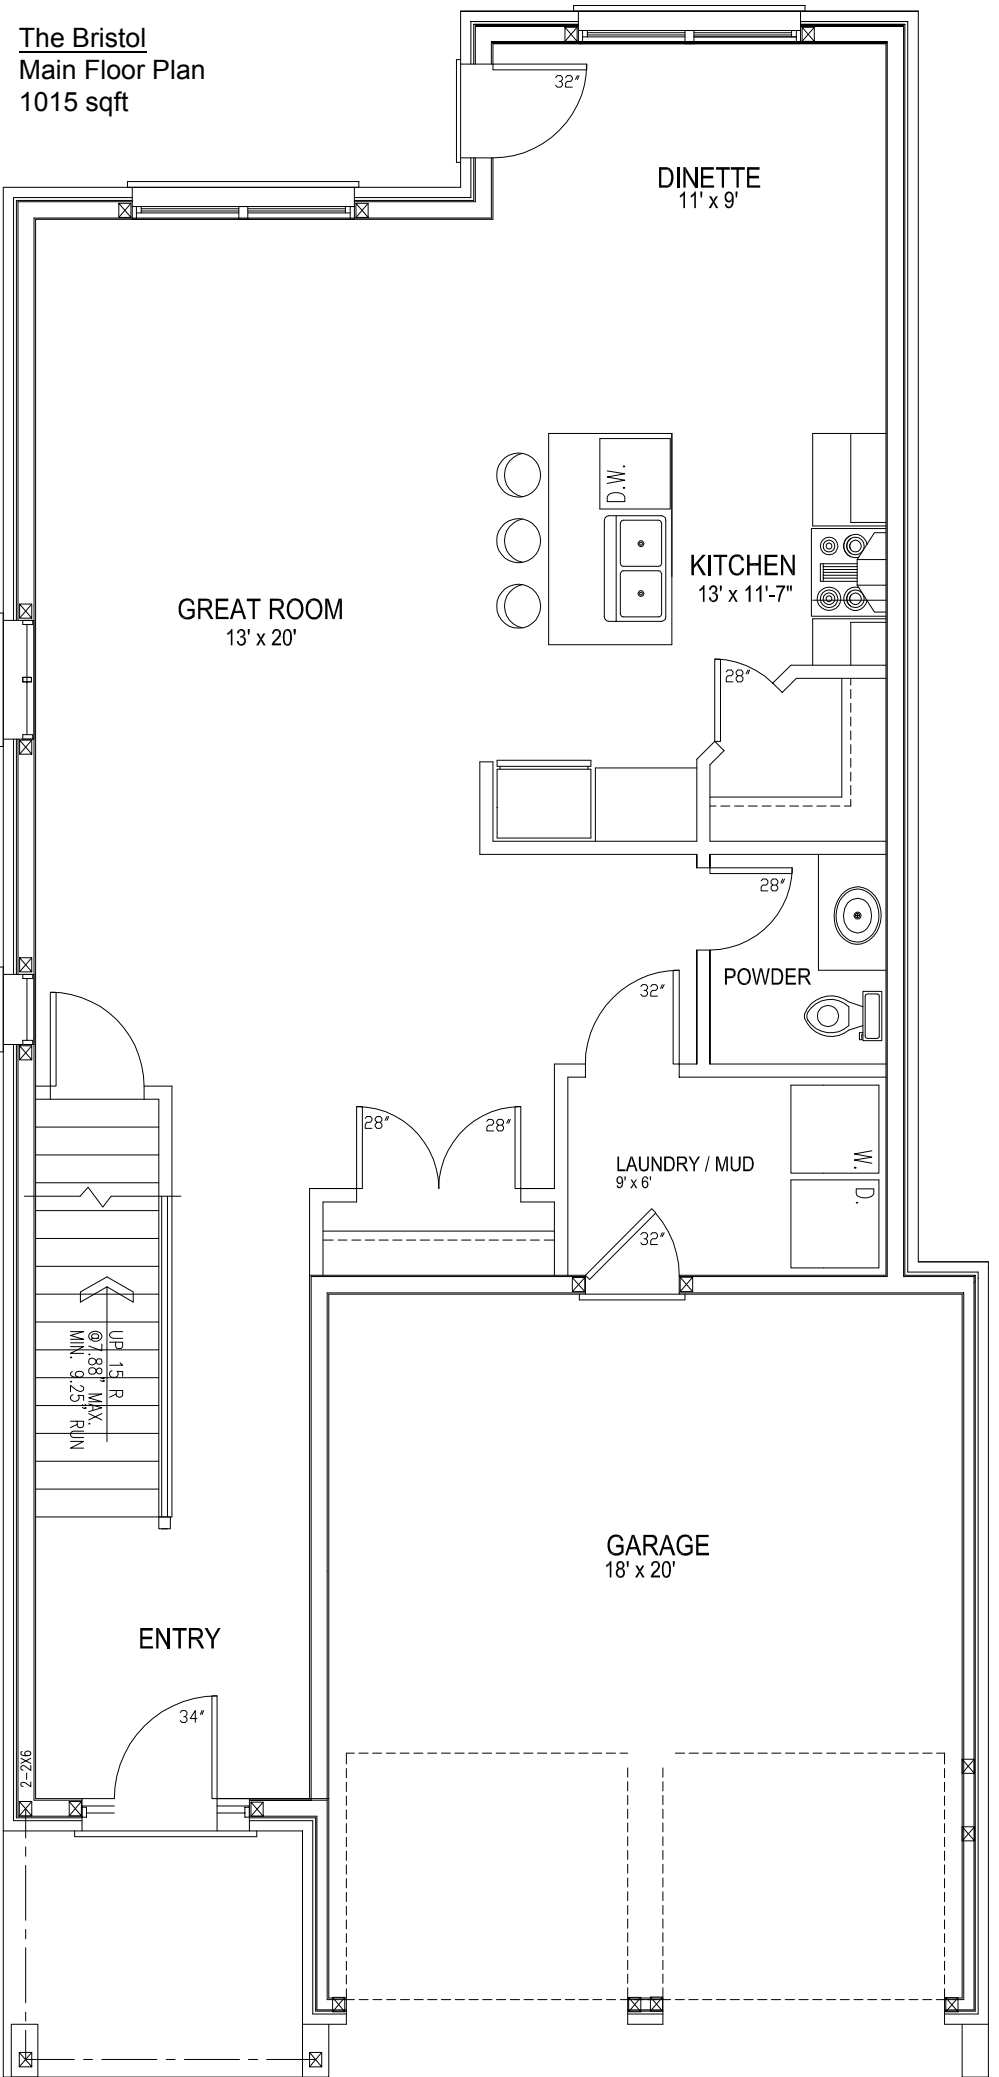 The Bristol
Main Floor Plan
1015 sqft
32"
DINETTE
11' x 9'
D.W.
KITCHEN
13' x 11'-7"
GREAT ROOM
13' x 20'
28"
28"
POWDER
32"
28"
28"
LAUNDRY / MUD
9' x 6'
W.
D.
32"
UP 15 R
@7.88" MAX.
MIN. 9.25" RUN
GARAGE
18' x 20'
ENTRY
34"
2-2X6